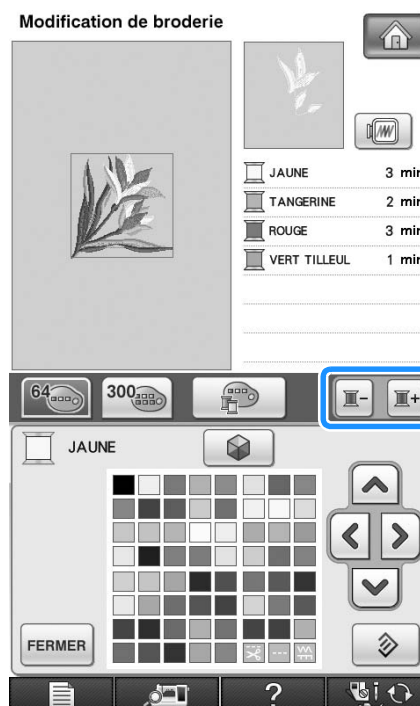 Modification de broderie
JAUNE 3 min
TANGERINE 2 min
ROUGE 3 min
VERT TILLEUL 1 min
64
300
-
+
JAUNE
FERMER
?